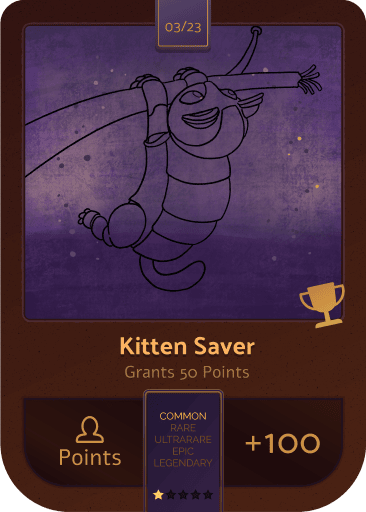 03/23
Kitten Saver
Grants 50 Points
Points
COMMON
RARE
ULTRARARE
EPIC
LEGENDARY
+100